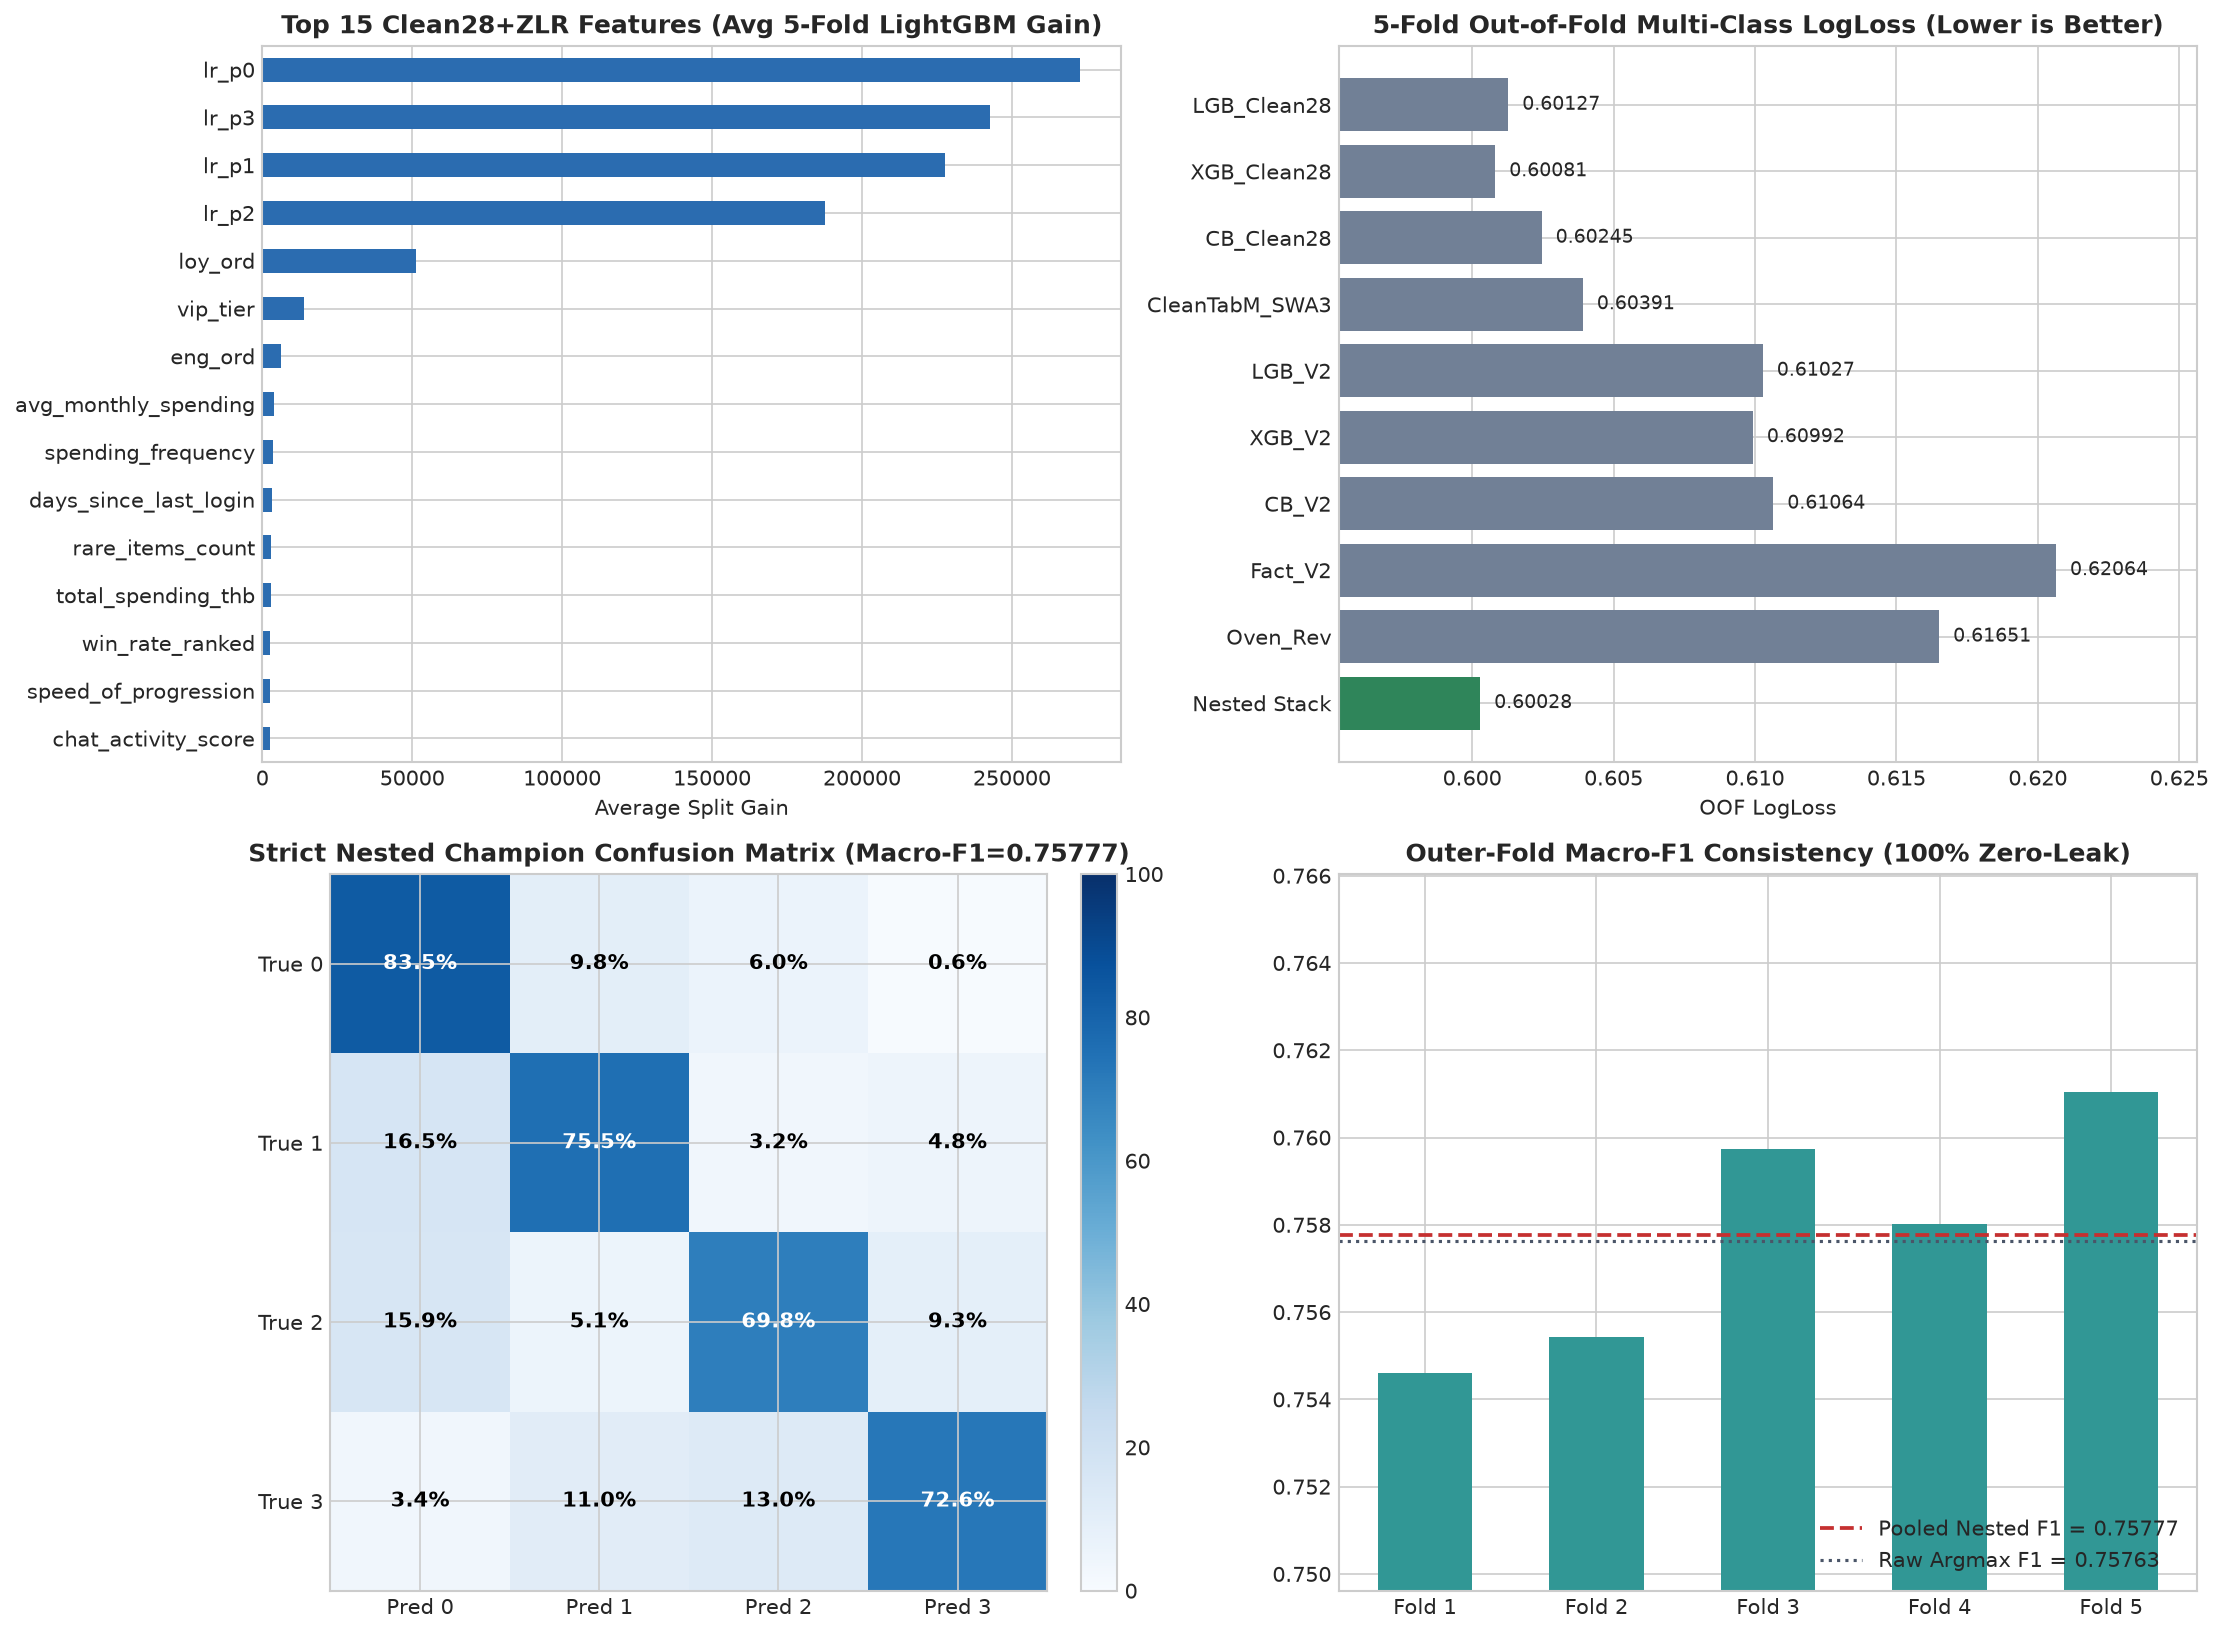 Top 15 Clean28+ZLR Features (Avg 5-Fold LightGBM Gain)
lr_p0
lr_p3
lr_p1
lr_p2
loy_ord
vip_tier
eng_ord
avg_monthly_spending
spending_frequency
days_since_last_login
rare_items_count
total_spending_thb
win_rate_ranked
speed_of_progression
chat_activity_score
0 50000 100000 150000 200000 250000
Average Split Gain
5-Fold Out-of-Fold Multi-Class LogLoss (Lower is Better)
LGB_Clean28 0.60127
XGB_Clean28 0.60081
CB_Clean28 0.60245
CleanTabM_SWA3 0.60391
LGB_V2 0.61027
XGB_V2 0.60992
CB_V2 0.61064
Fact_V2 0.62064
Oven_Rev 0.61651
Nested Stack 0.60028
0.600 0.605 0.610 0.615 0.620 0.625
OOF LogLoss
Strict Nested Champion Confusion Matrix (Macro-F1=0.75777)
True 0 83.5% 9.8% 6.0% 0.6%
True 1 16.5% 75.5% 3.2% 4.8%
True 2 15.9% 5.1% 69.8% 9.3%
True 3 3.4% 11.0% 13.0% 72.6%
Pred 0 Pred 1 Pred 2 Pred 3
100
80
60
40
20
0
Outer-Fold Macro-F1 Consistency (100% Zero-Leak)
0.766
0.764
0.762
0.760
0.758
0.756
0.754
0.752
0.750
Pooled Nested F1 = 0.75777
Raw Argmax F1 = 0.75763
Fold 1 Fold 2 Fold 3 Fold 4 Fold 5